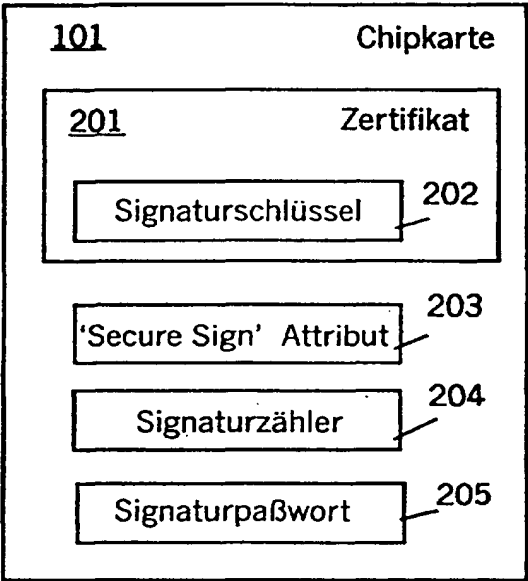 101 Chipkarte
201 Zertifikat
Signaturschlüssel 202
'Secure Sign' Attribut 203
Signaturzähler 204
Signaturpaßwort 205